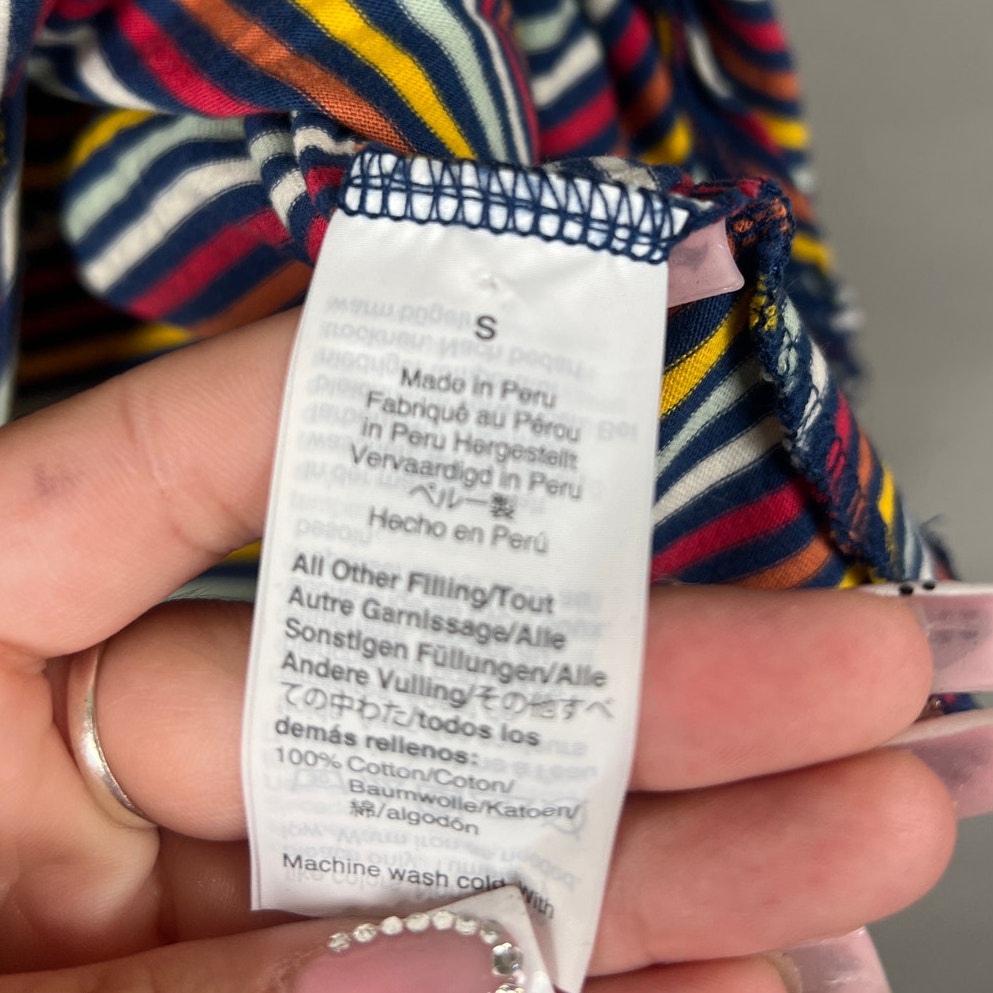 S
Made in Peru
Fabriqué au Pérou
in Peru Hergestellt
Vervaardigd in Peru
ペルー製
Hecho en Perú
All Other Filling/Tout
Autre Garnissage/Alle
Sonstigen Füllungen/Alle
Andere Vulling/その他すべ
ての中わた/todos los
demás rellenos:
100% Cotton/Coton/
Baumwolle/Katoen/
綿/algodón
Machine wash cold. With